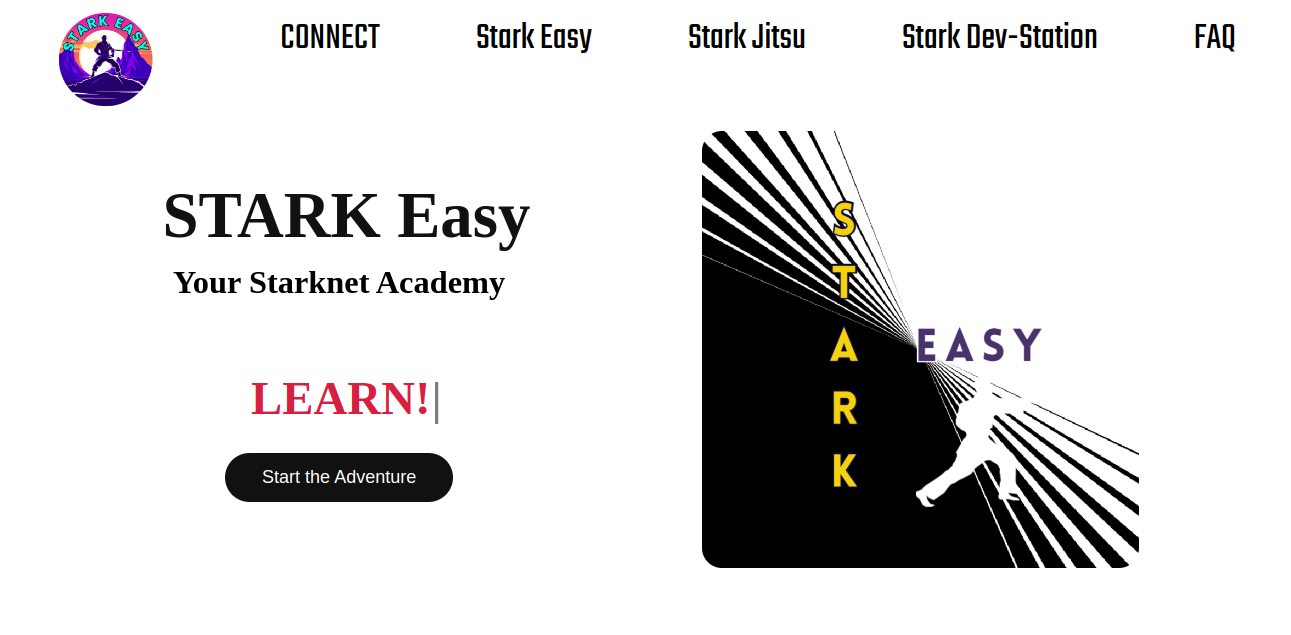 STARK EASY
CONNECT
Stark Easy
Stark Jitsu
Stark Dev-Station
FAQ
STARK Easy
Your Starknet Academy
LEARN!|
Start the Adventure
S
T
A
R
K
EASY